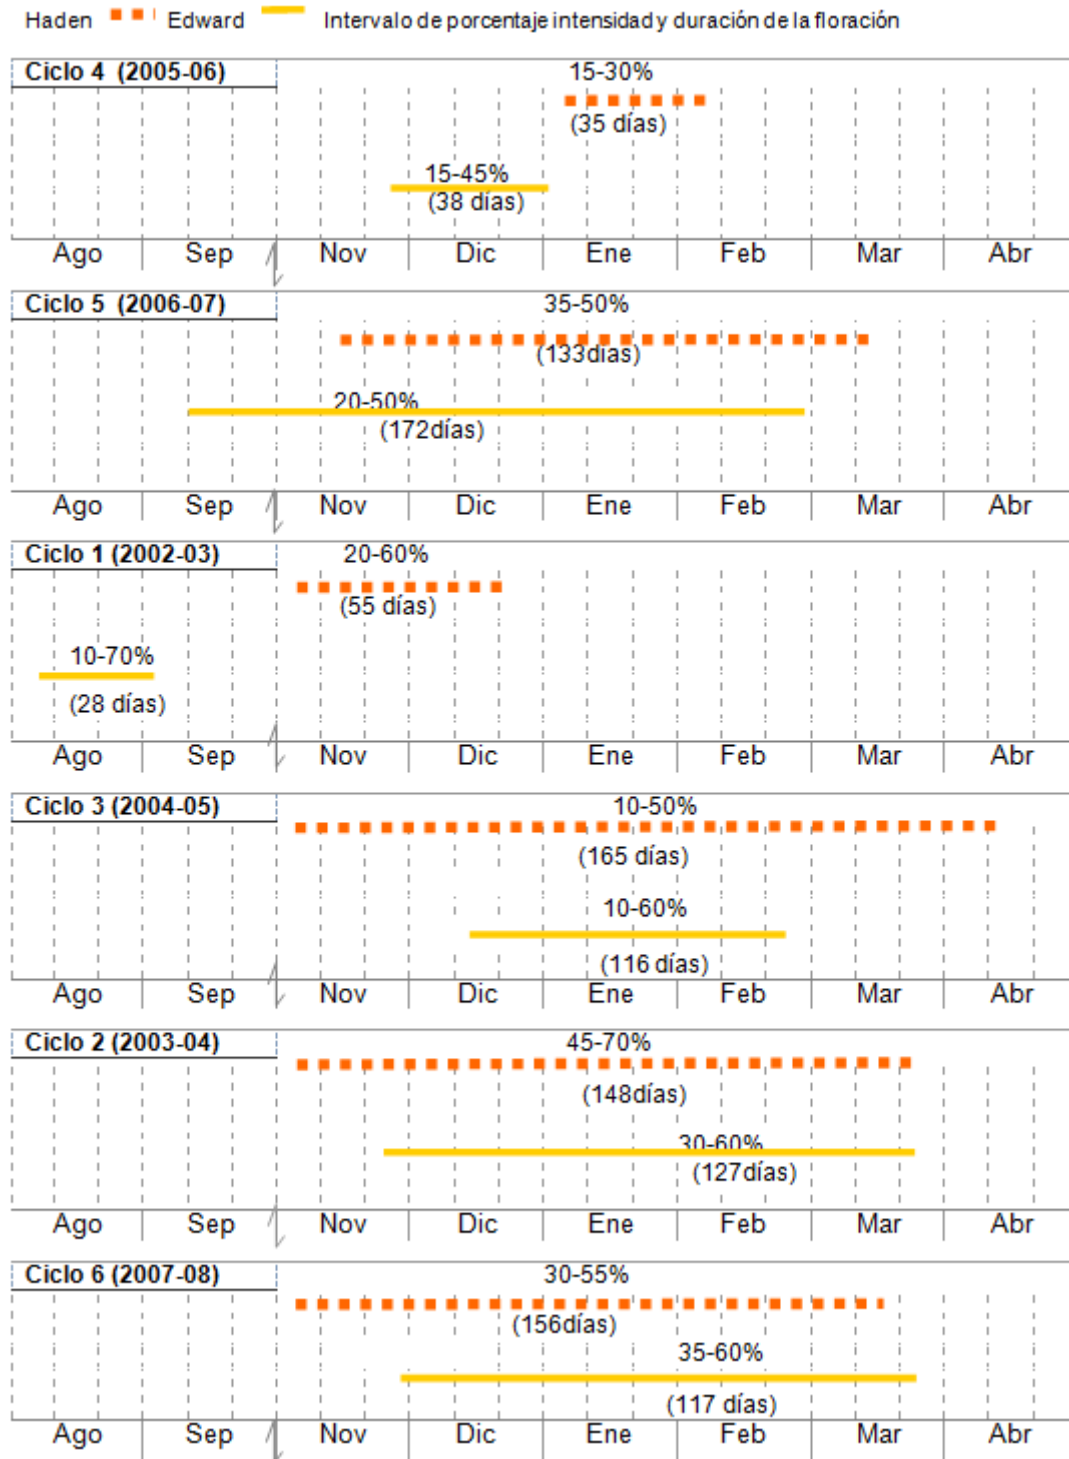 Haden Edward Intervalo de porcentaje intensidad y duración de la floración
Ciclo 4 (2005-06) 15-30%
(35 días)
15-45%
(38 días)
Ago Sep Nov Dic Ene Feb Mar Abr
Ciclo 5 (2006-07) 35-50%
(133dias)
20-50%
(172días)
Ago Sep Nov Dic Ene Feb Mar Abr
Ciclo 1 (2002-03) 20-60%
(55 días)
10-70%
(28 días)
Ago Sep Nov Dic Ene Feb Mar Abr
Ciclo 3 (2004-05) 10-50%
(165 días)
10-60%
(116 días)
Ago Sep Nov Dic Ene Feb Mar Abr
Ciclo 2 (2003-04) 45-70%
(148días)
30-60%
(127días)
Ago Sep Nov Dic Ene Feb Mar Abr
Ciclo 6 (2007-08) 30-55%
(156días)
35-60%
(117 días)
Ago Sep Nov Dic Ene Feb Mar Abr